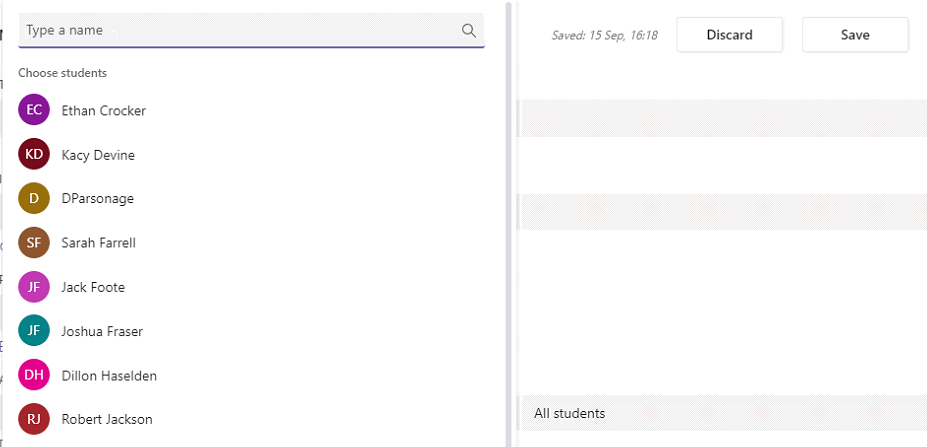 Type a name
Choose students
EC Ethan Crocker
KD Kacy Devine
D DParsonage
SF Sarah Farrell
JF Jack Foote
JF Joshua Fraser
DH Dillon Haselden
RJ Robert Jackson
Saved: 15 Sep, 16:18 Discard Save
All students